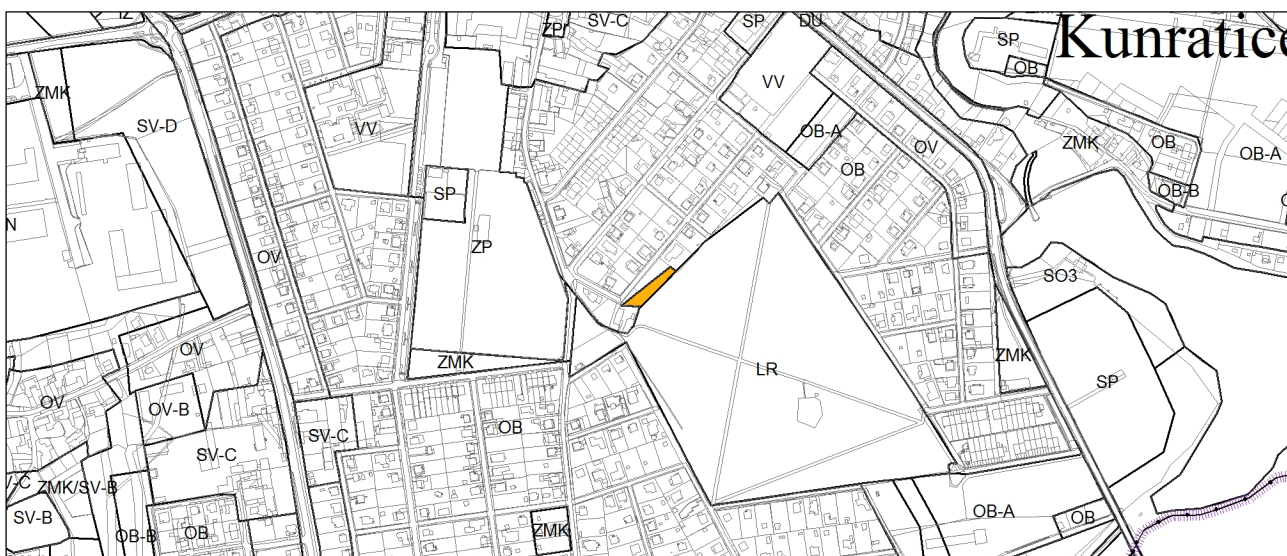 IZ
SV-C
ZP
SP
DU
ZMK
Kunratice
SP
OB
ZMK
SV-D
VV
VV
OB-A
OV
OB
ZMK
OB
OB-A
OB-B
SP
N
ZP
OV
SO3
OV
ZMK
LR
ZMK
SP
OV
OV-B
OB
SV-C
SV-C
V-C
ZMK/SV-B
SV-B
OB-B
OB
ZMK
OB-A
OB